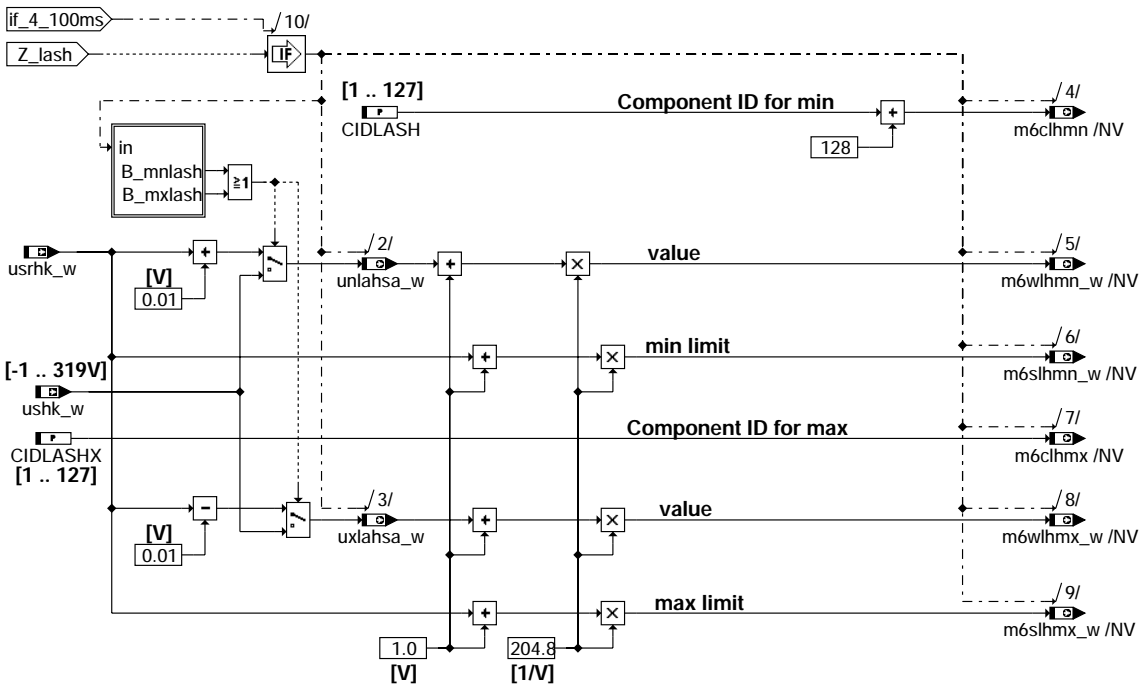 if_4_100ms
10/
Z_lash
IF
[1 .. 127]
P
CIDLASH
Component ID for min
+
128
4/
m6clhmn /NV
in
B_mnlash
B_mxlash
≥1
usrhk_w
+
[V]
0.01
2/
unlahsa_w
+
×
value
5/
m6wlhmn_w /NV
+
×
min limit
6/
m6slhmn_w /NV
[-1 .. 319V]
ushk_w
P
CIDLASHX
[1 .. 127]
Component ID for max
7/
m6clhmx /NV
−
[V]
0.01
3/
uxlahsa_w
+
×
value
8/
m6wlhmx_w /NV
+
×
max limit
9/
m6slhmx_w /NV
1.0
[V]
204.8
[1/V]